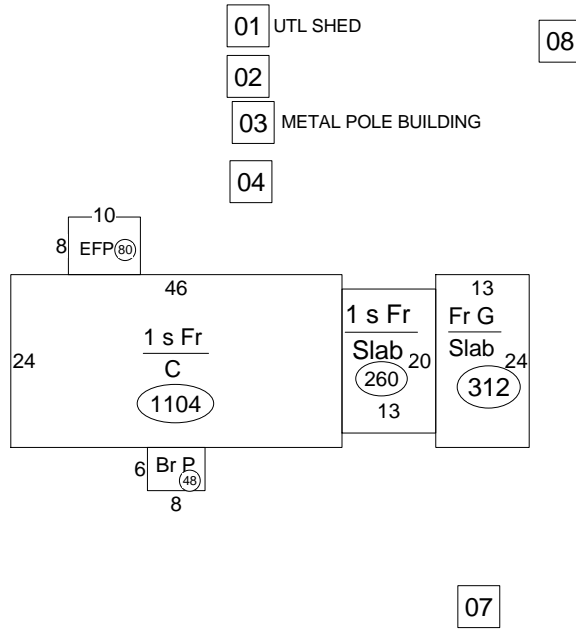 01 UTL SHED
08
02
03 METAL POLE BUILDING
04
10
8 EFP 80
46
13
1 s Fr
Slab
260
20
13
Fr G
Slab
24
312
24
1 s Fr
C
1104
6 Br P
48
8
07